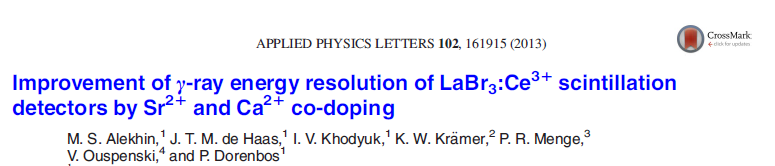 APPLIED PHYSICS LETTERS 102, 161915 (2013)
CrossMark
click for updates
Improvement of γ-ray energy resolution of LaBr₃:Ce³⁺ scintillation
detectors by Sr²⁺ and Ca²⁺ co-doping
M. S. Alekhin,¹ J. T. M. de Haas,¹ I. V. Khodyuk,¹ K. W. Krämer,² P. R. Menge,³
V. Ouspenski,⁴ and P. Dorenbos¹